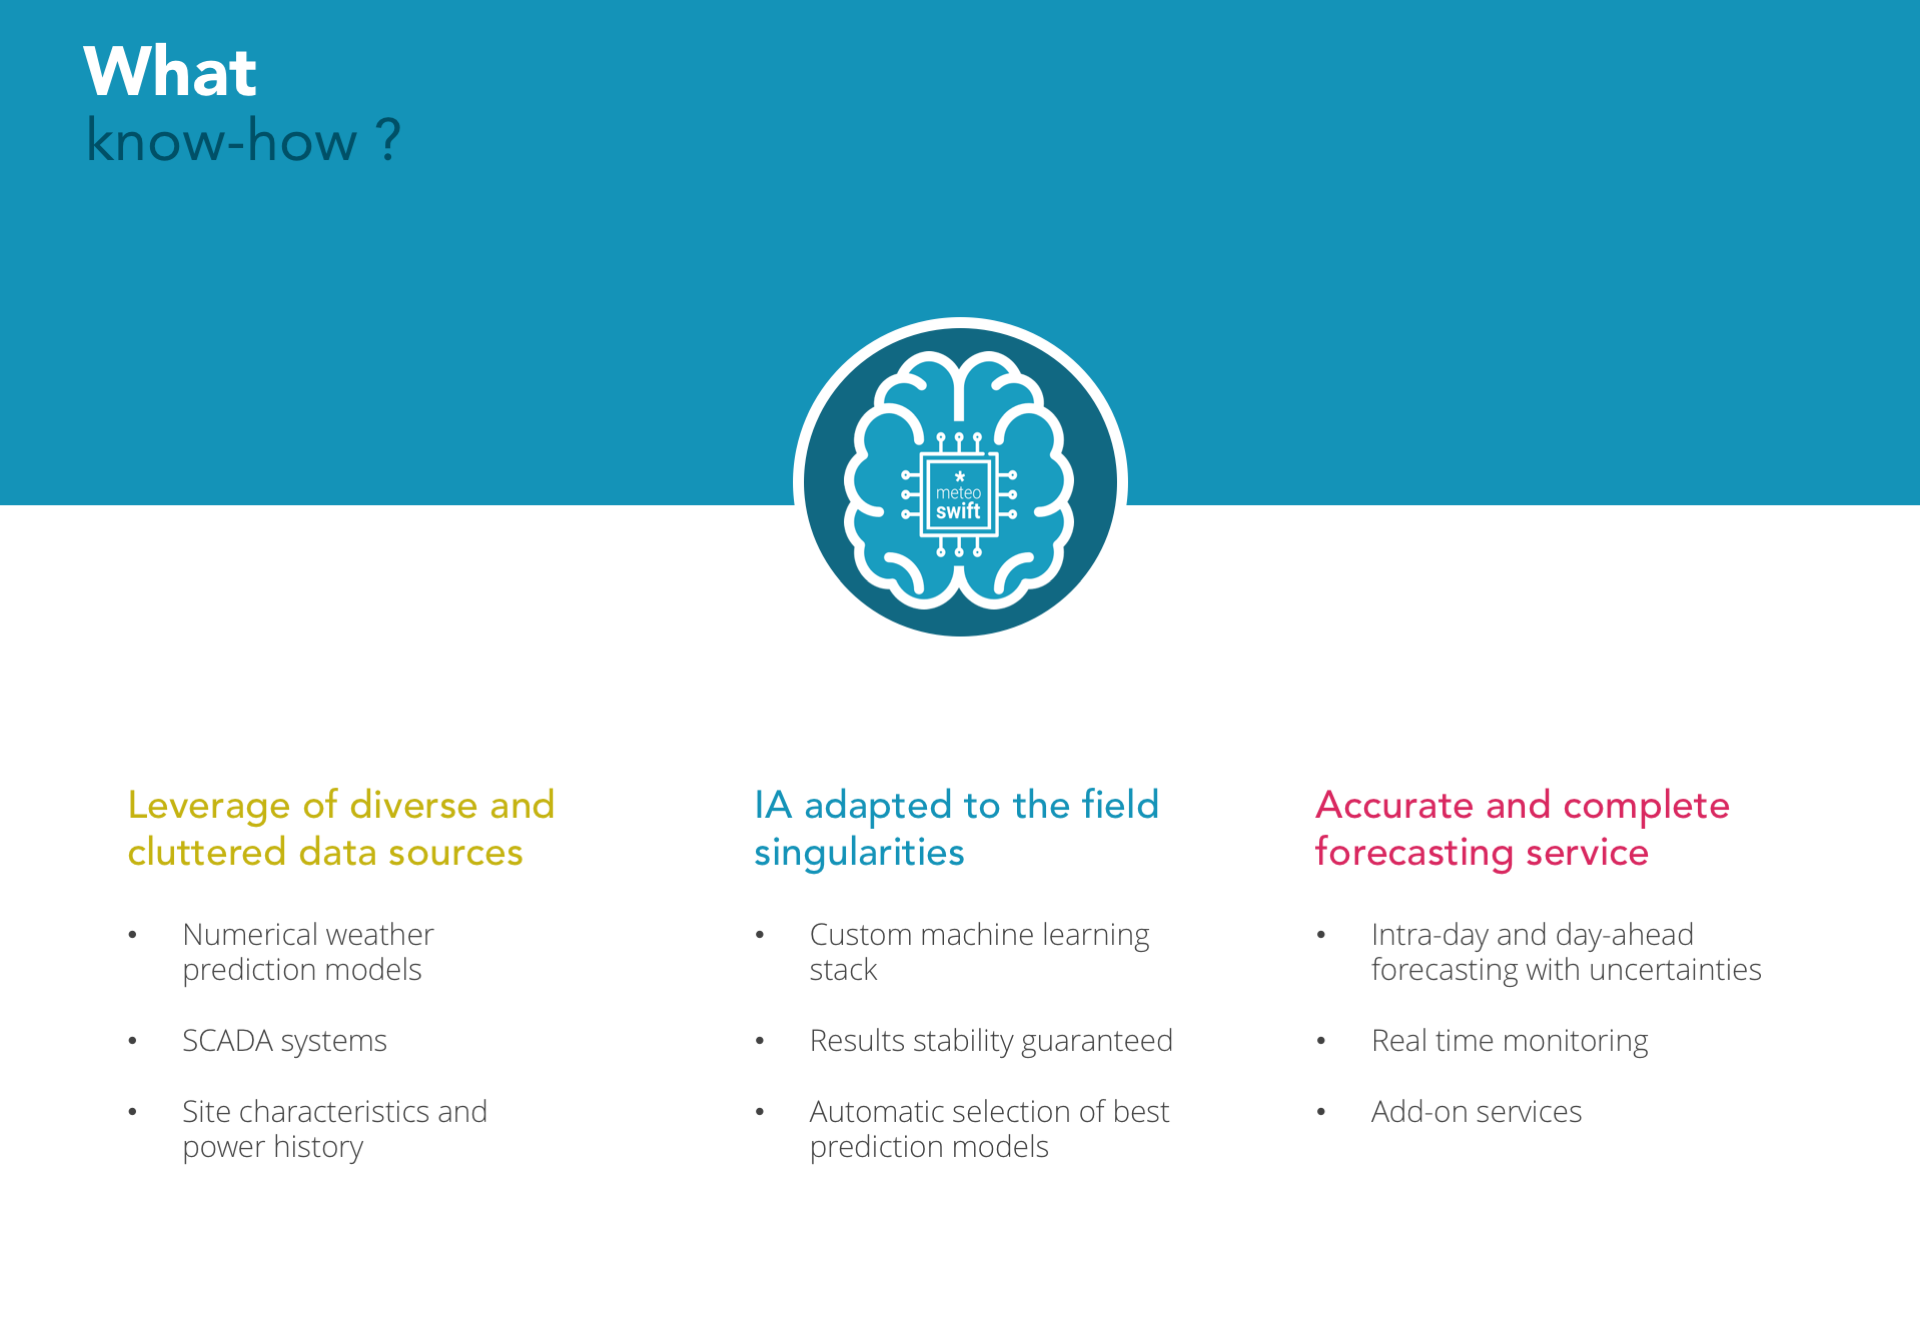 What
know-how ?
*
meteo
swift
Leverage of diverse and
cluttered data sources
• Numerical weather
prediction models
• SCADA systems
• Site characteristics and
power history
IA adapted to the field
singularities
• Custom machine learning
stack
• Results stability guaranteed
• Automatic selection of best
prediction models
Accurate and complete
forecasting service
• Intra-day and day-ahead
forecasting with uncertainties
• Real time monitoring
• Add-on services